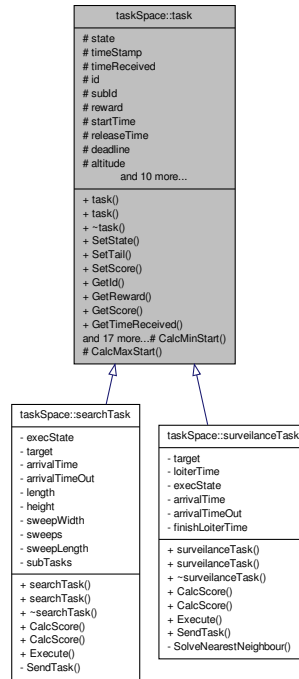 taskSpace::task
# state
# timeStamp
# timeReceived
# id
# subId
# reward
# startTime
# releaseTime
# deadline
# altitude
and 10 more...
+ task()
+ task()
+ ~task()
+ SetState()
+ SetTail()
+ SetScore()
+ GetId()
+ GetReward()
+ GetScore()
+ GetTimeReceived()
and 17 more...# CalcMinStart()
# CalcMaxStart()
taskSpace::searchTask
- execState
- target
- arrivalTime
- arrivalTimeOut
- length
- height
- sweepWidth
- sweeps
- sweepLength
- subTasks
+ searchTask()
+ searchTask()
+ ~searchTask()
+ CalcScore()
+ CalcScore()
+ Execute()
- SendTask()
taskSpace::surveilanceTask
- target
- loiterTime
- execState
- arrivalTime
- arrivalTimeOut
- finishLoiterTime
+ surveilanceTask()
+ surveilanceTask()
+ ~surveilanceTask()
+ CalcScore()
+ CalcScore()
+ Execute()
+ SendTask()
- SolveNearestNeighbour()